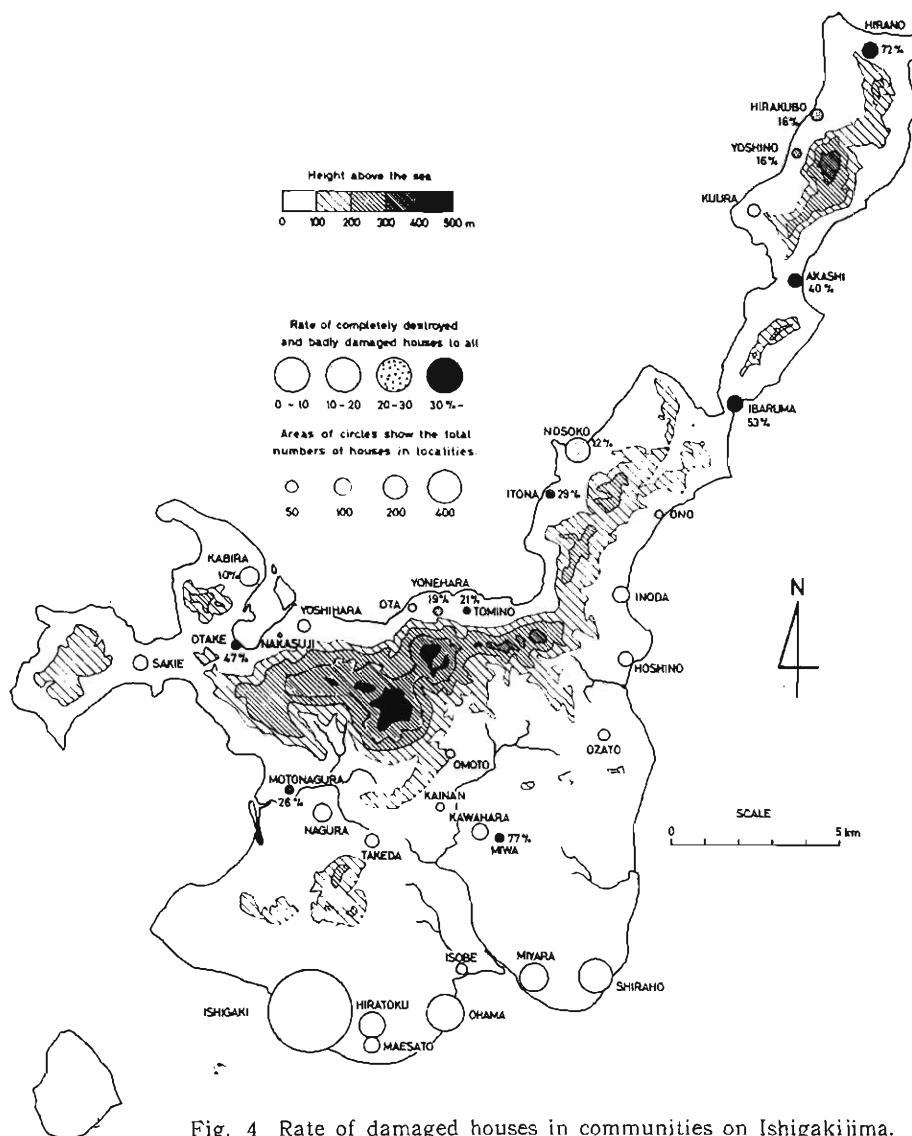 HIRANO
72%
HIRAKUBO
16%
YOSHINO
16%
KUURA
Height above the sea
0 100 200 300 400 500 m
AKASHI
40%
Rate of completely destroyed
and badly damaged houses to all
0-10 10-20 20-30 30%-
IBARUMA
53%
Areas of circles show the total
numbers of houses in localities.
50 100 200 400
NOSOKO
12%
ITONA 29%
ONO
KABIRA
10%
YONEHARA
OTA 19% 21% TOMINO
INODA
YOSHIHARA
N
OTAKE
47%
NAKASUJI
SAKIE
HOSHINO
OZATO
OMOTO
MOTONAGURA
26%
KAINAN
SCALE
0 5 km
NAGURA
KAWAHARA
77%
MIWA
TAKEDA
ISOBE
MIYARA
SHIRAHO
ISHIGAKI
HIRATOKU
OHAMA
MAESATO
Fig. 4 Rate of damaged houses in communities on Ishigakijima.